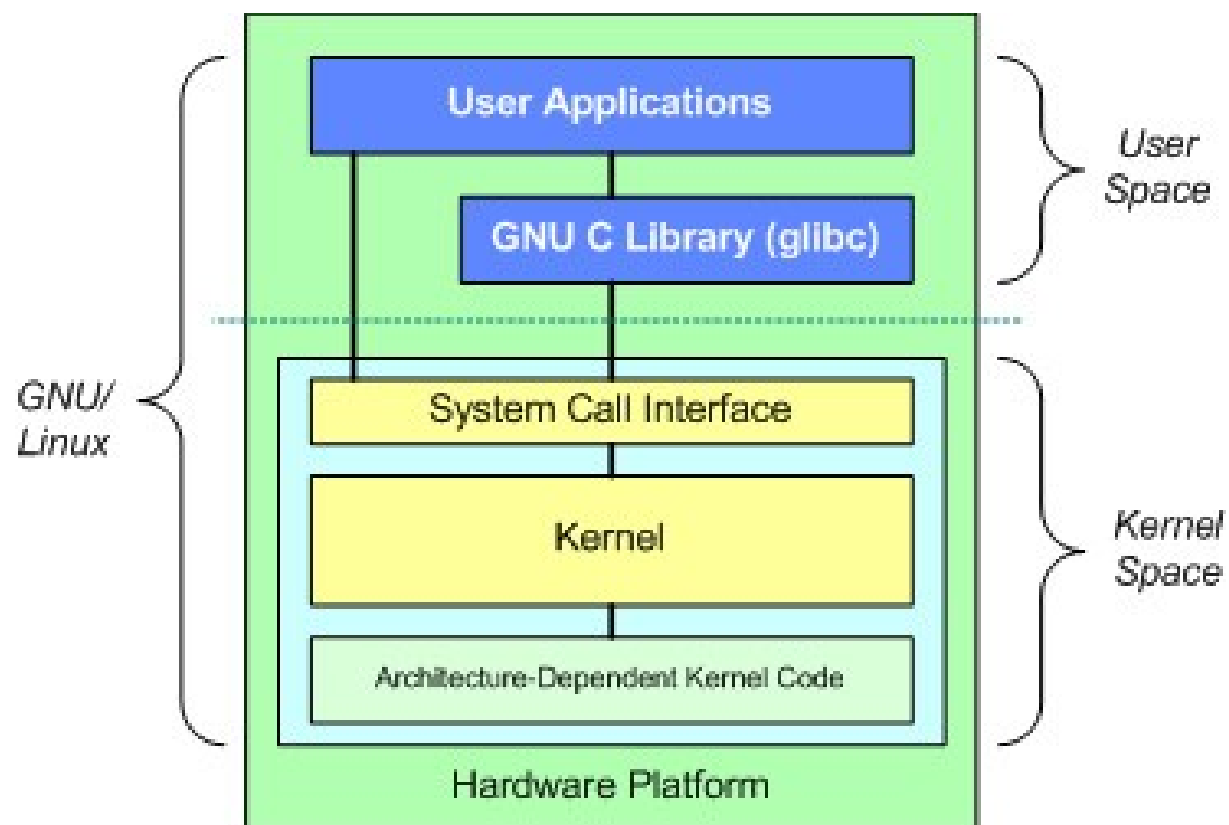 User Applications
User
Space
GNU C Library (glibc)
GNU/
Linux
System Call Interface
Kernel
Kernel
Space
Architecture-Dependent Kernel Code
Hardware Platform